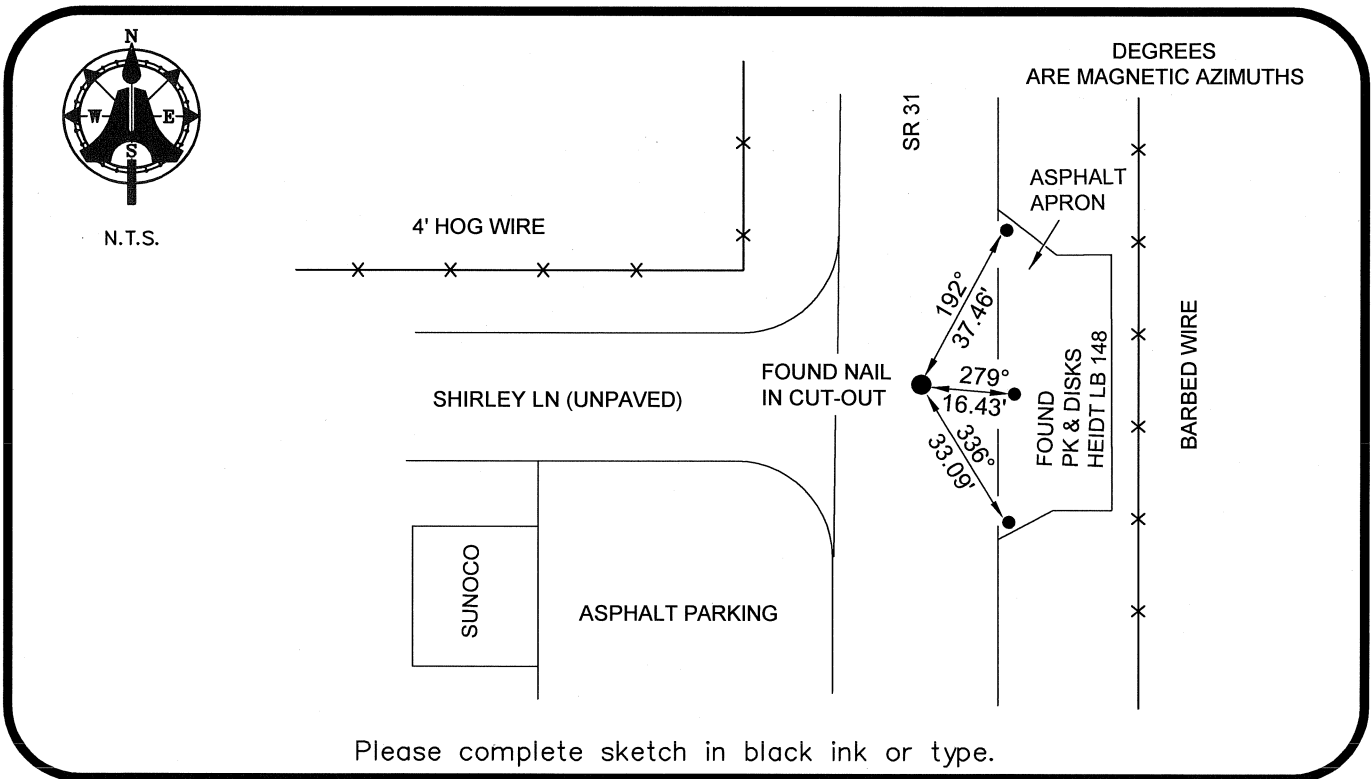 N
W
E
S
N.T.S.
DEGREES
ARE MAGNETIC AZIMUTHS
SR 31
ASPHALT
APRON
4' HOG WIRE
192°
37.46'
FOUND NAIL
IN CUT-OUT
279°
16.43'
336°
33.09'
FOUND
PK & DISKS
HEIDT LB 148
BARBED WIRE
SHIRLEY LN (UNPAVED)
SUNOCO
ASPHALT PARKING
Please complete sketch in black ink or type.